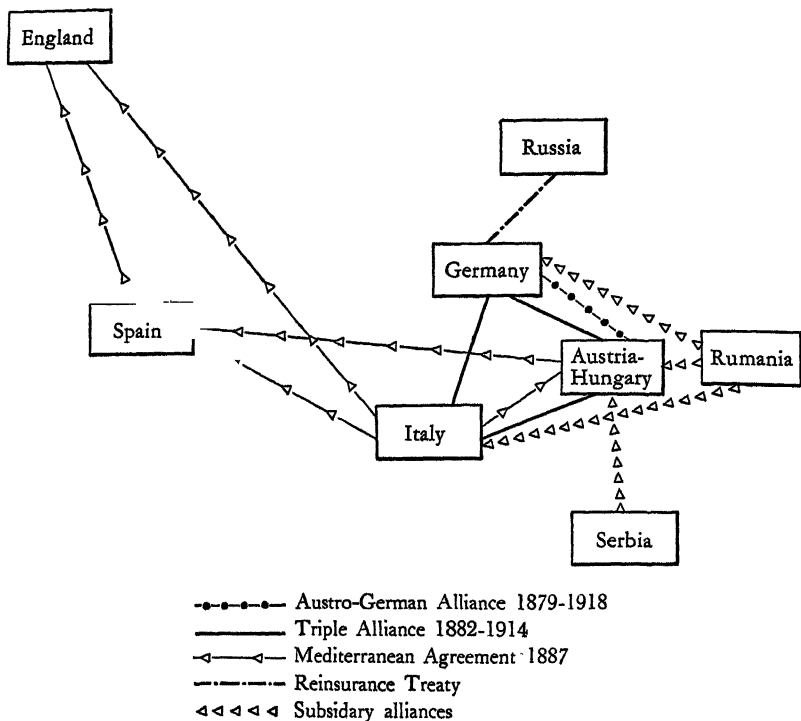 England
Russia
Germany
Spain
Austria-
Hungary
Rumania
Italy
Serbia
Austro-German Alliance 1879-1918
Triple Alliance 1882-1914
Mediterranean Agreement 1887
Reinsurance Treaty
Subsidary alliances